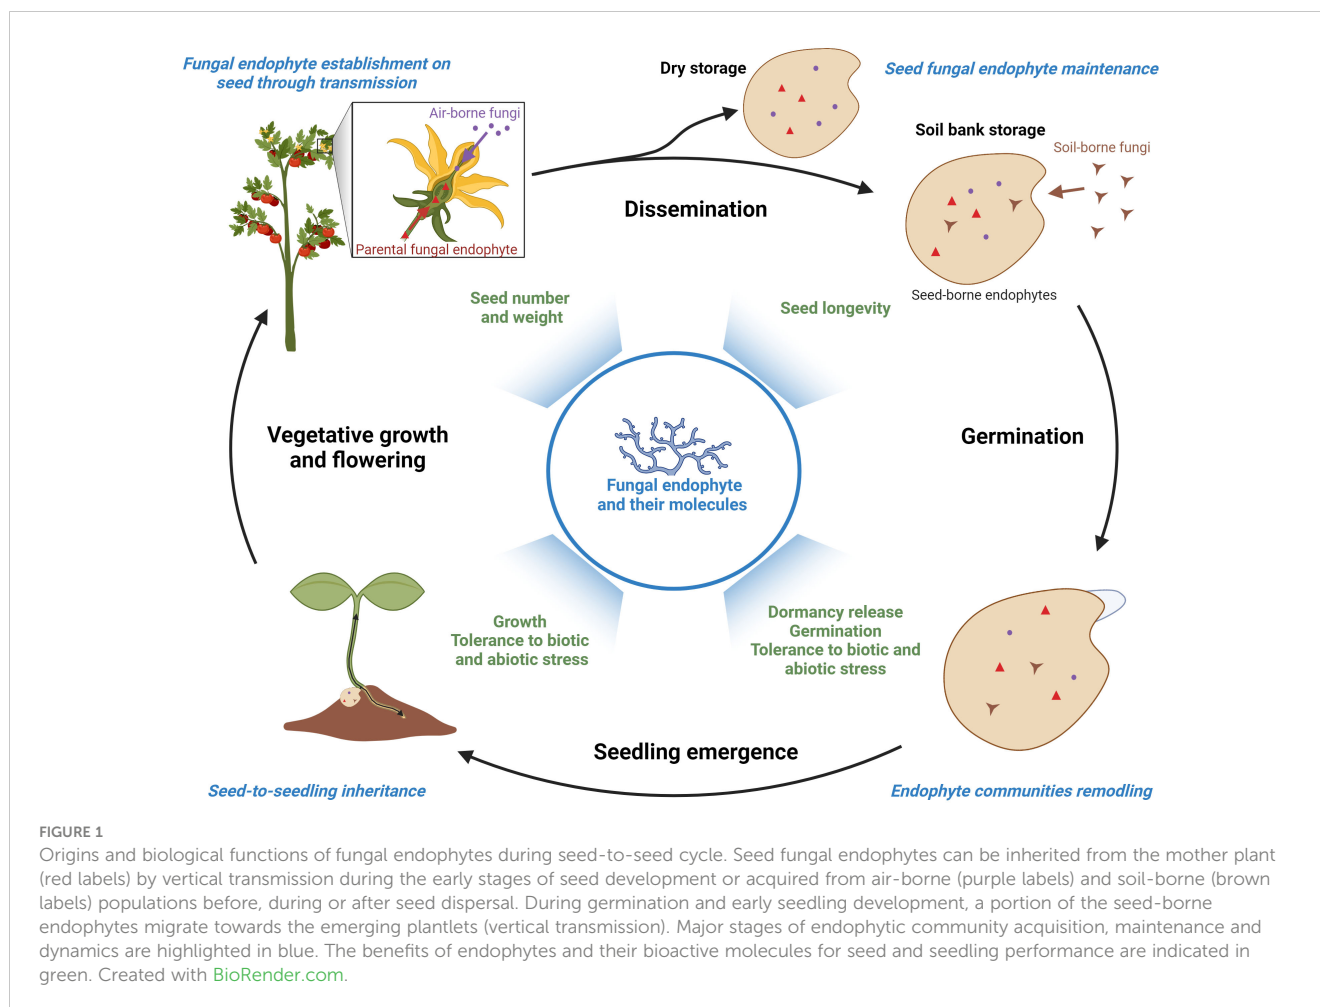 Fungal endophyte establishment on
seed through transmission
Air-borne fungi
Parental fungal endophyte
Dry storage
Seed fungal endophyte maintenance
Soil bank storage
Soil-borne fungi
Seed-borne endophytes
Dissemination
Seed number
and weight
Seed longevity
Vegetative growth
and flowering
Germination
Fungal endophyte
and their molecules
Growth
Tolerance to biotic
and abiotic stress
Dormancy release
Germination
Tolerance to biotic and
abiotic stress
Seedling emergence
Seed-to-seedling inheritance
Endophyte communities remodling
FIGURE 1
Origins and biological functions of fungal endophytes during seed-to-seed cycle. Seed fungal endophytes can be inherited from the mother plant
(red labels) by vertical transmission during the early stages of seed development or acquired from air-borne (purple labels) and soil-borne (brown
labels) populations before, during or after seed dispersal. During germination and early seedling development, a portion of the seed-borne
endophytes migrate towards the emerging plantlets (vertical transmission). Major stages of endophytic community acquisition, maintenance and
dynamics are highlighted in blue. The benefits of endophytes and their bioactive molecules for seed and seedling performance are indicated in
green. Created with BioRender.com.